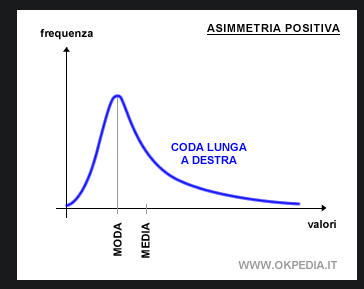 ASIMMETRIA POSITIVA
frequenza
CODA LUNGA
A DESTRA
valori
MODA
MEDIA
WWW.OKPEDIA.IT